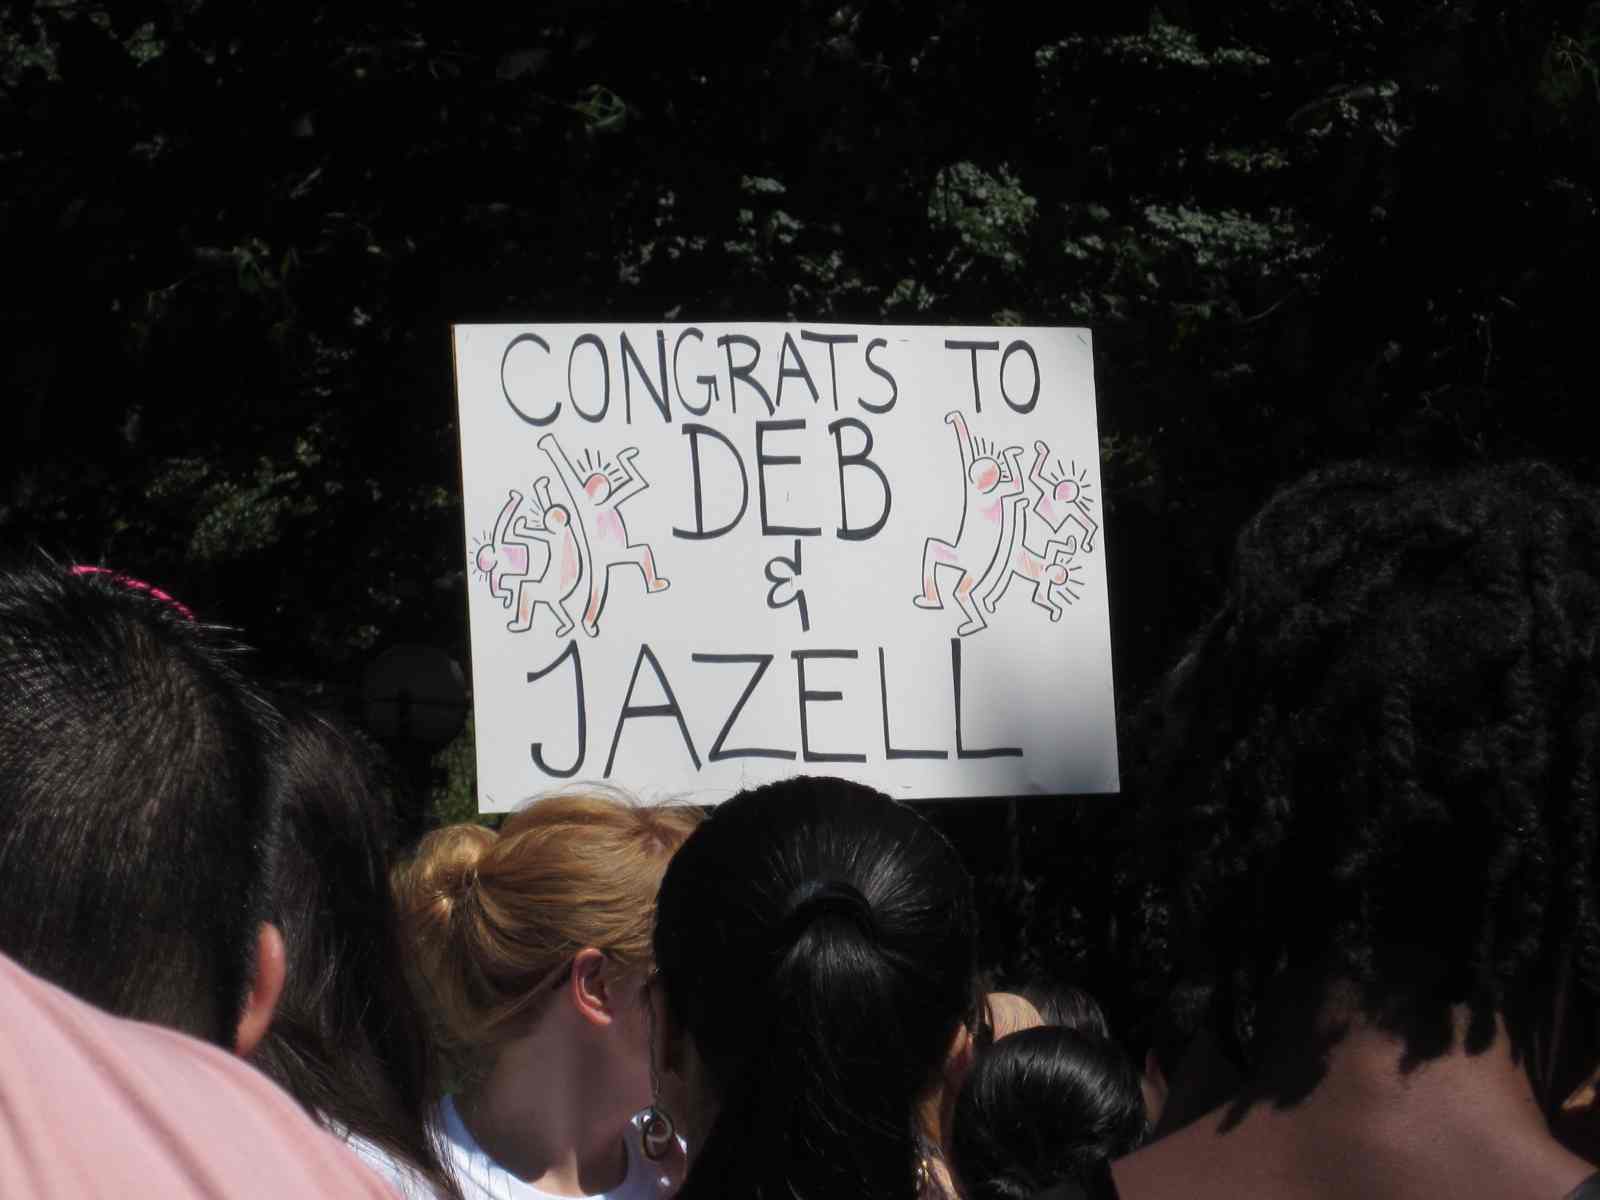 CONGRATS TO
DEB
&
JAZELL